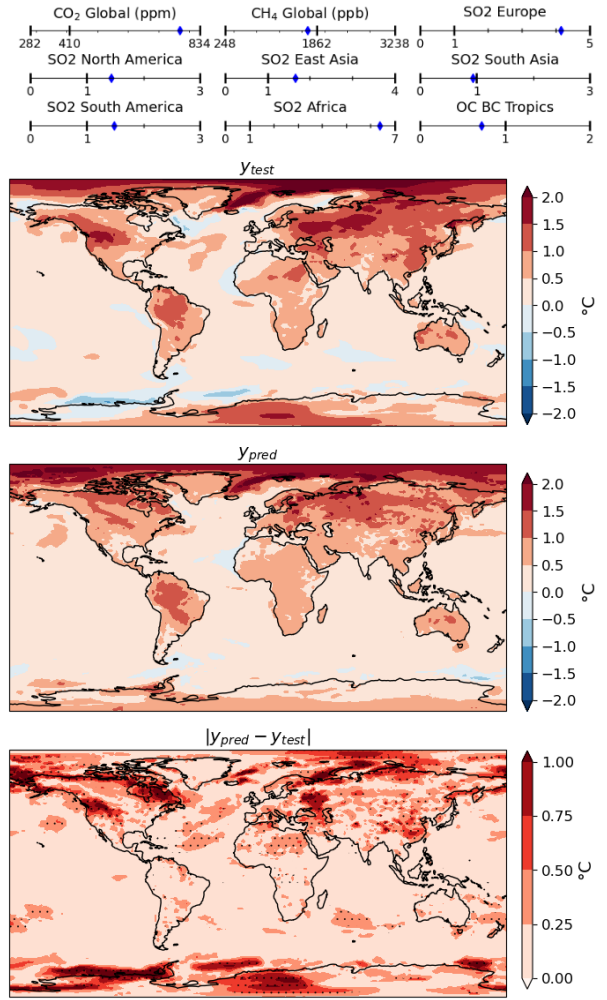 CO2 Global (ppm) CH4 Global (ppb) SO2 Europe
282 410 834 248 1862 3238 0 1 5
SO2 North America SO2 East Asia SO2 South Asia
0 1 3 0 1 4 0 1 3
SO2 South America SO2 Africa OC BC Tropics
0 1 3 0 1 7 0 1 2
y_test
2.0
1.5
1.0
0.5
0.0
−0.5
−1.0
−1.5
−2.0
°C
y_pred
2.0
1.5
1.0
0.5
0.0
−0.5
−1.0
−1.5
−2.0
°C
|y_pred − y_test|
1.00
0.75
0.50
0.25
0.00
°C